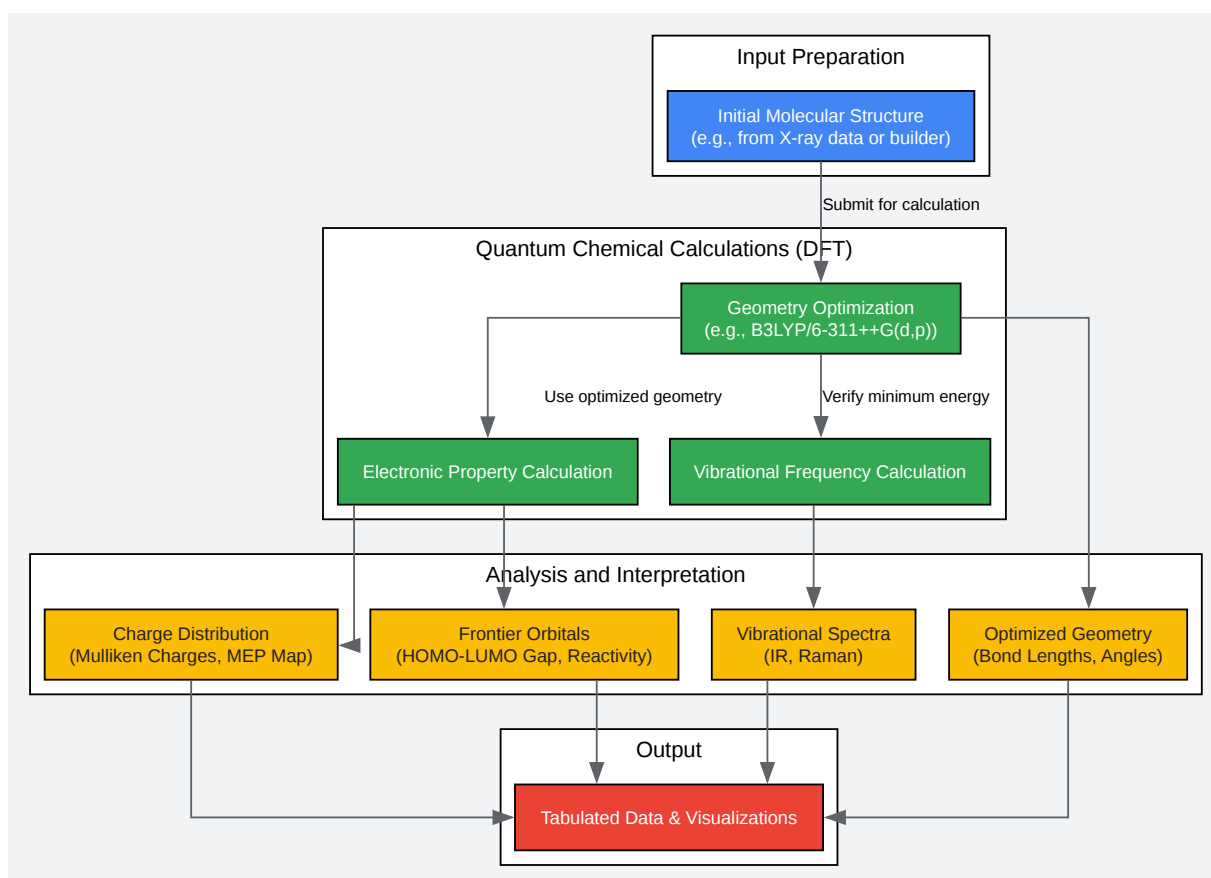 Input Preparation
Initial Molecular Structure
(e.g., from X-ray data or builder)
Submit for calculation
Quantum Chemical Calculations (DFT)
Geometry Optimization
(e.g., B3LYP/6-311++G(d,p))
Use optimized geometry
Verify minimum energy
Electronic Property Calculation
Vibrational Frequency Calculation
Analysis and Interpretation
Charge Distribution
(Mulliken Charges, MEP Map)
Frontier Orbitals
(HOMO-LUMO Gap, Reactivity)
Vibrational Spectra
(IR, Raman)
Optimized Geometry
(Bond Lengths, Angles)
Output
Tabulated Data & Visualizations